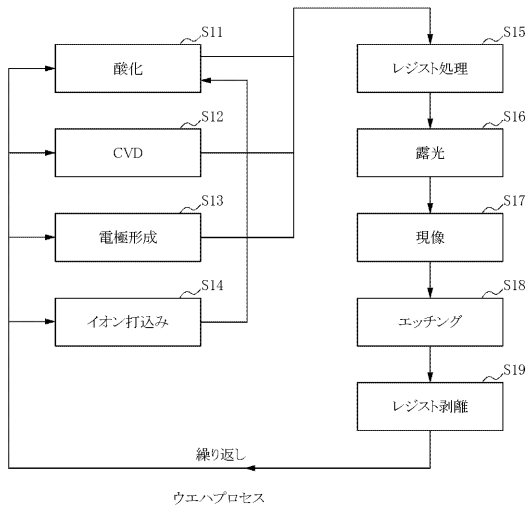 S11
酸化
S12
CVD
S13
電極形成
S14
イオン打込み
S15
レジスト処理
S16
露光
S17
現像
S18
エッチング
S19
レジスト剥離
繰り返し
ウエハプロセス